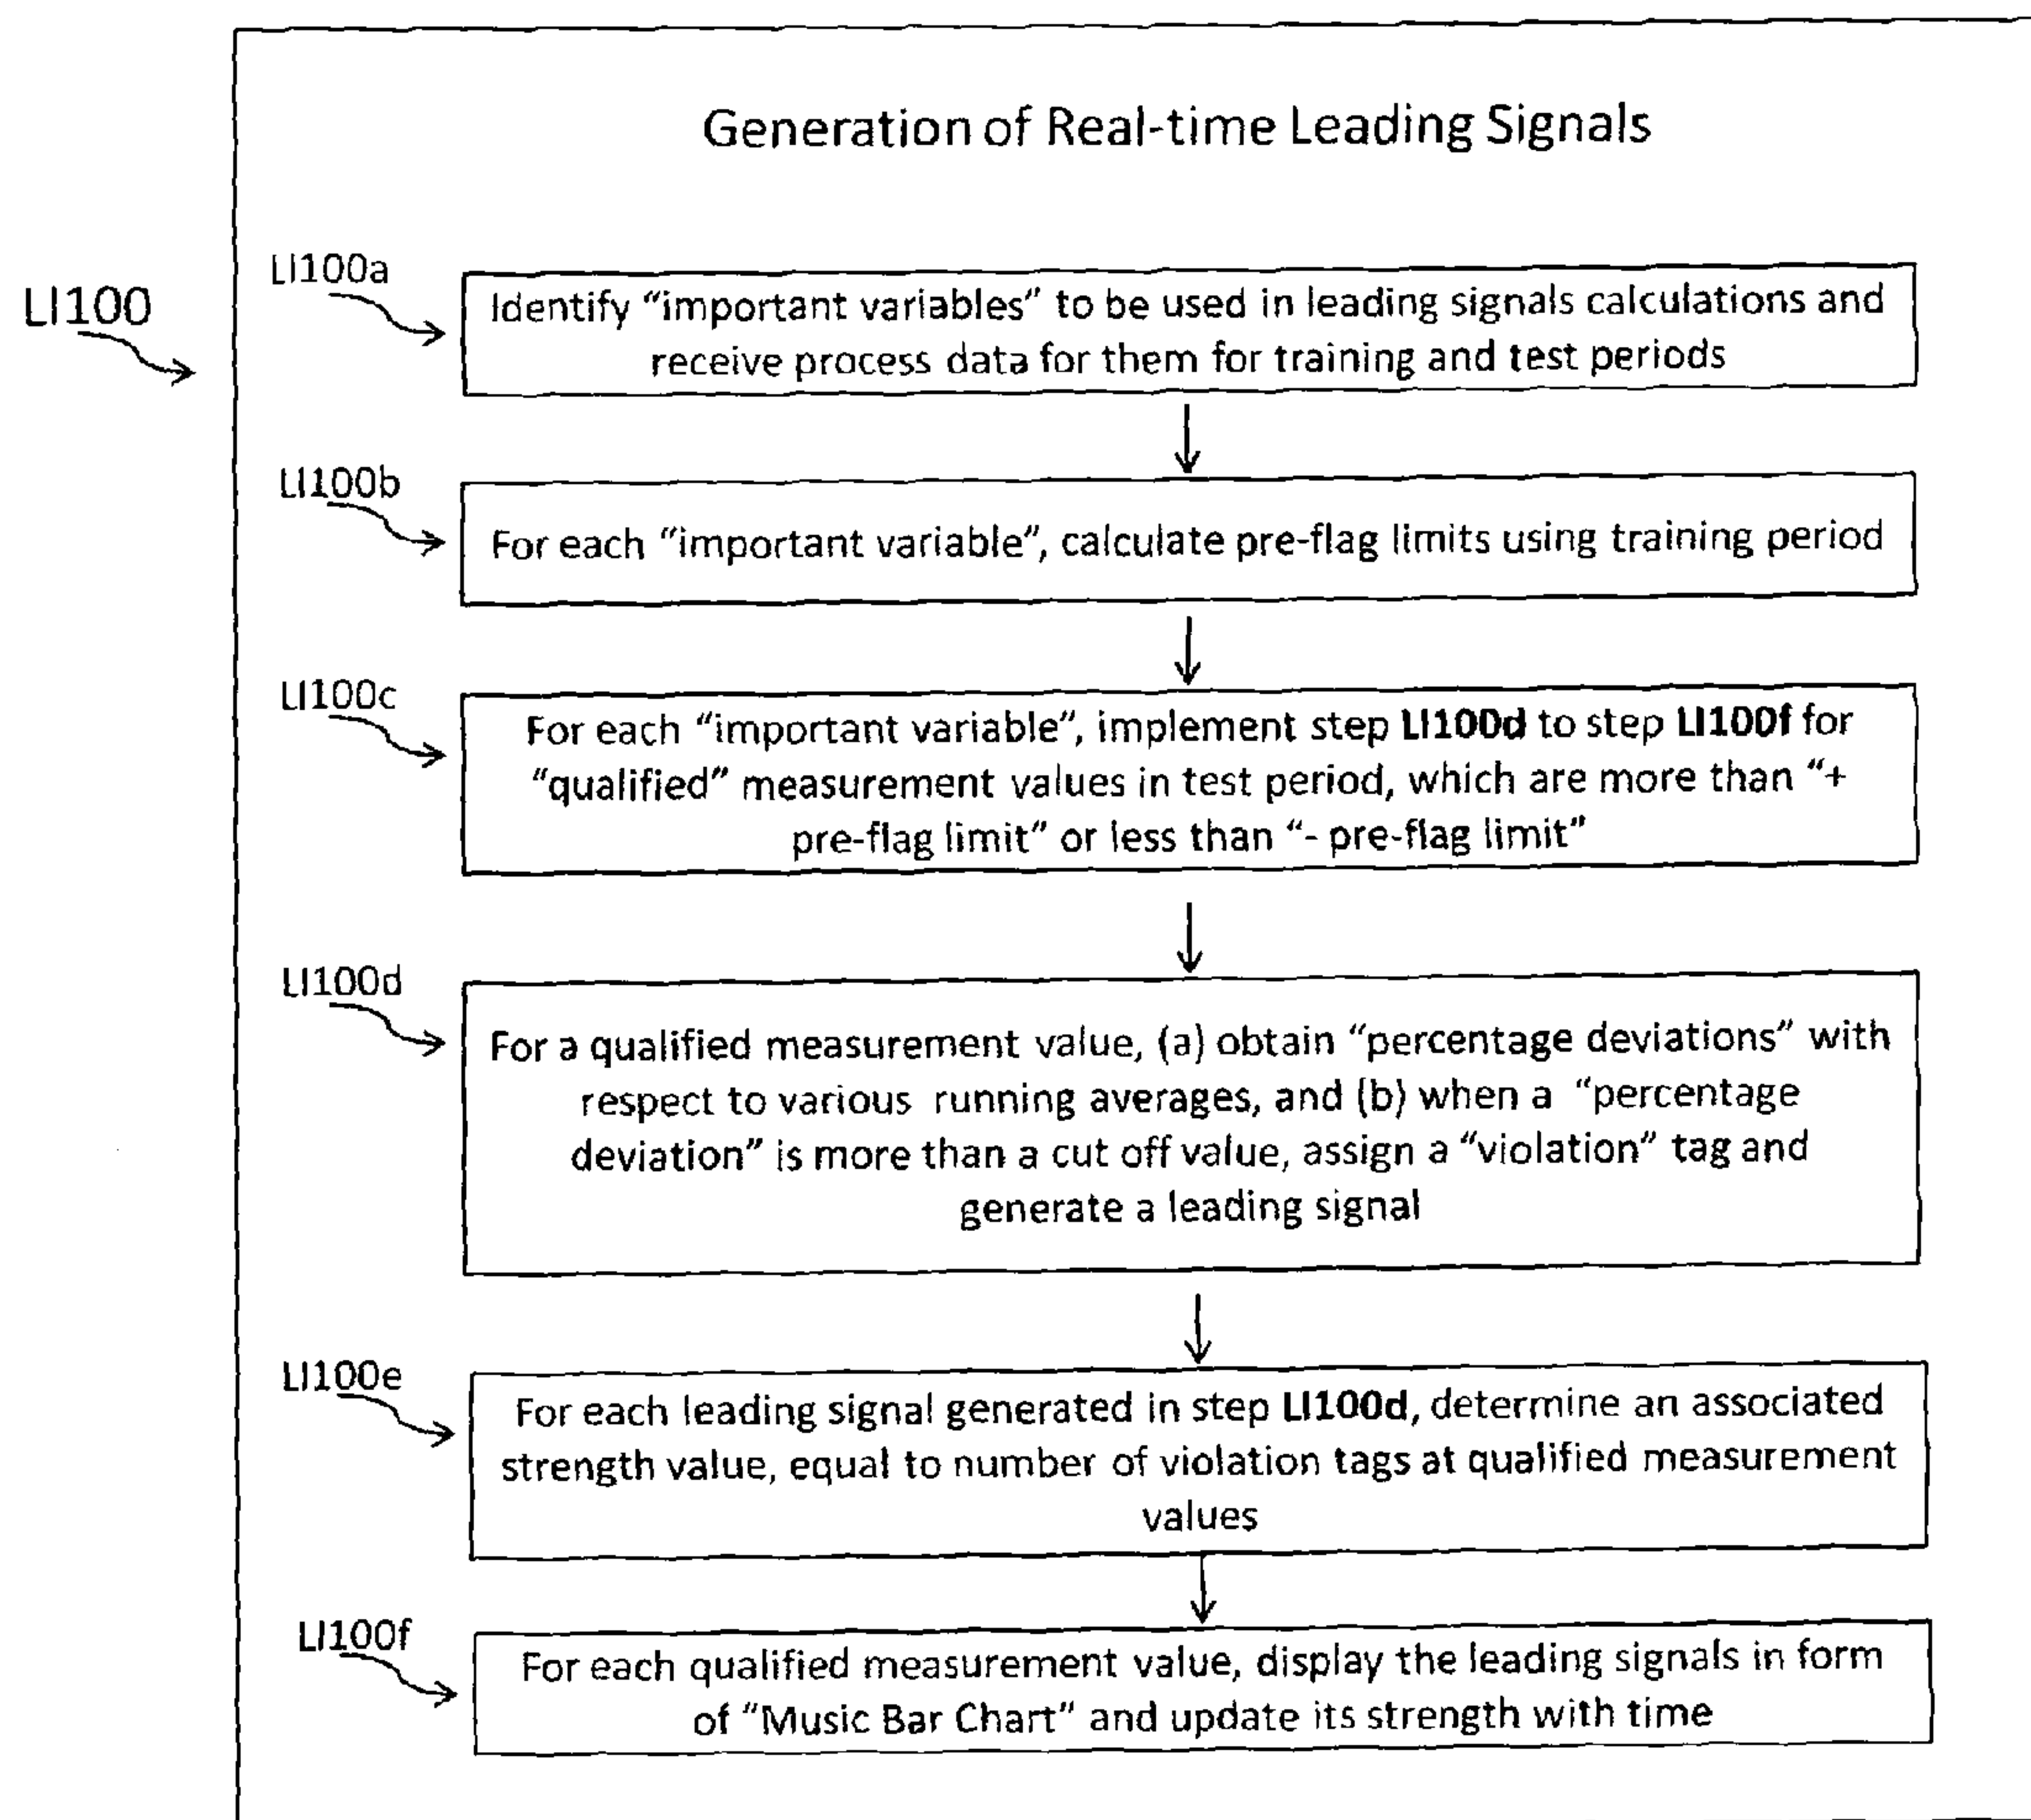 Generation of Real-time Leading Signals
LI100
LI100a
Identify “important variables” to be used in leading signals calculations and
receive process data for them for training and test periods
LI100b
For each “important variable”, calculate pre-flag limits using training period
LI100c
For each “important variable”, implement step LI100d to step LI100f for
“qualified” measurement values in test period, which are more than “+
pre-flag limit” or less than “- pre-flag limit”
LI100d
For a qualified measurement value, (a) obtain “percentage deviations” with
respect to various running averages, and (b) when a “percentage
deviation” is more than a cut off value, assign a “violation” tag and
generate a leading signal
LI100e
For each leading signal generated in step LI100d, determine an associated
strength value, equal to number of violation tags at qualified measurement
values
LI100f
For each qualified measurement value, display the leading signals in form
of “Music Bar Chart” and update its strength with time